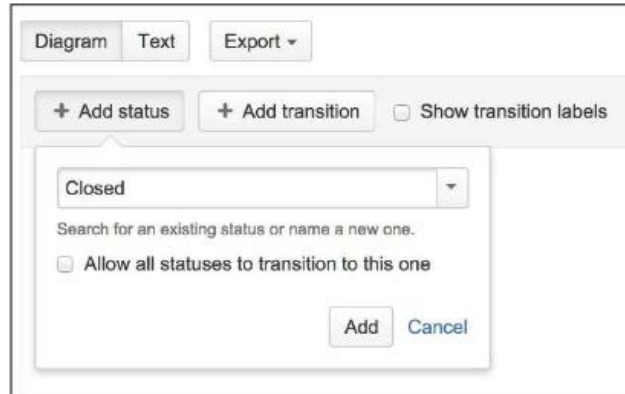 Diagram Text Export
+ Add status + Add transition Show transition labels
Closed
Search for an existing status or name a new one.
Allow all statuses to transition to this one
Add Cancel